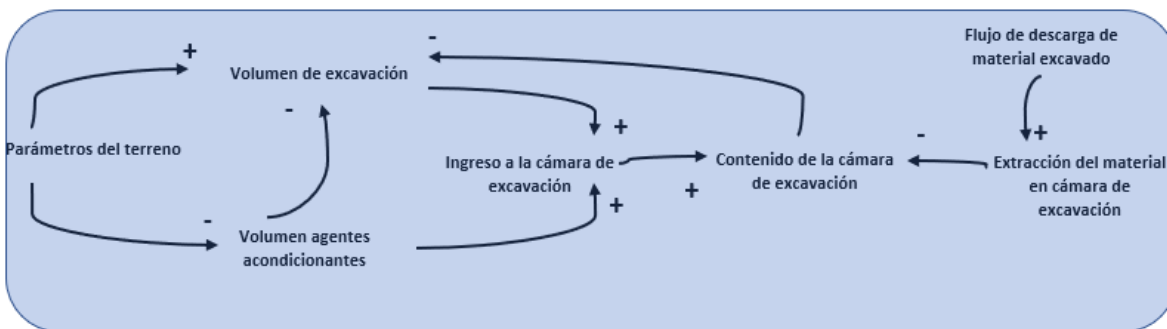 +
Volumen de excavación
-
Flujo de descarga de
material excavado
-
+
-
+
Parámetros del terreno
Ingreso a la cámara de
excavación
Contenido de la cámara
de excavación
Extracción del material
en cámara de
excavación
+
+
-
Volumen agentes
acondicionantes